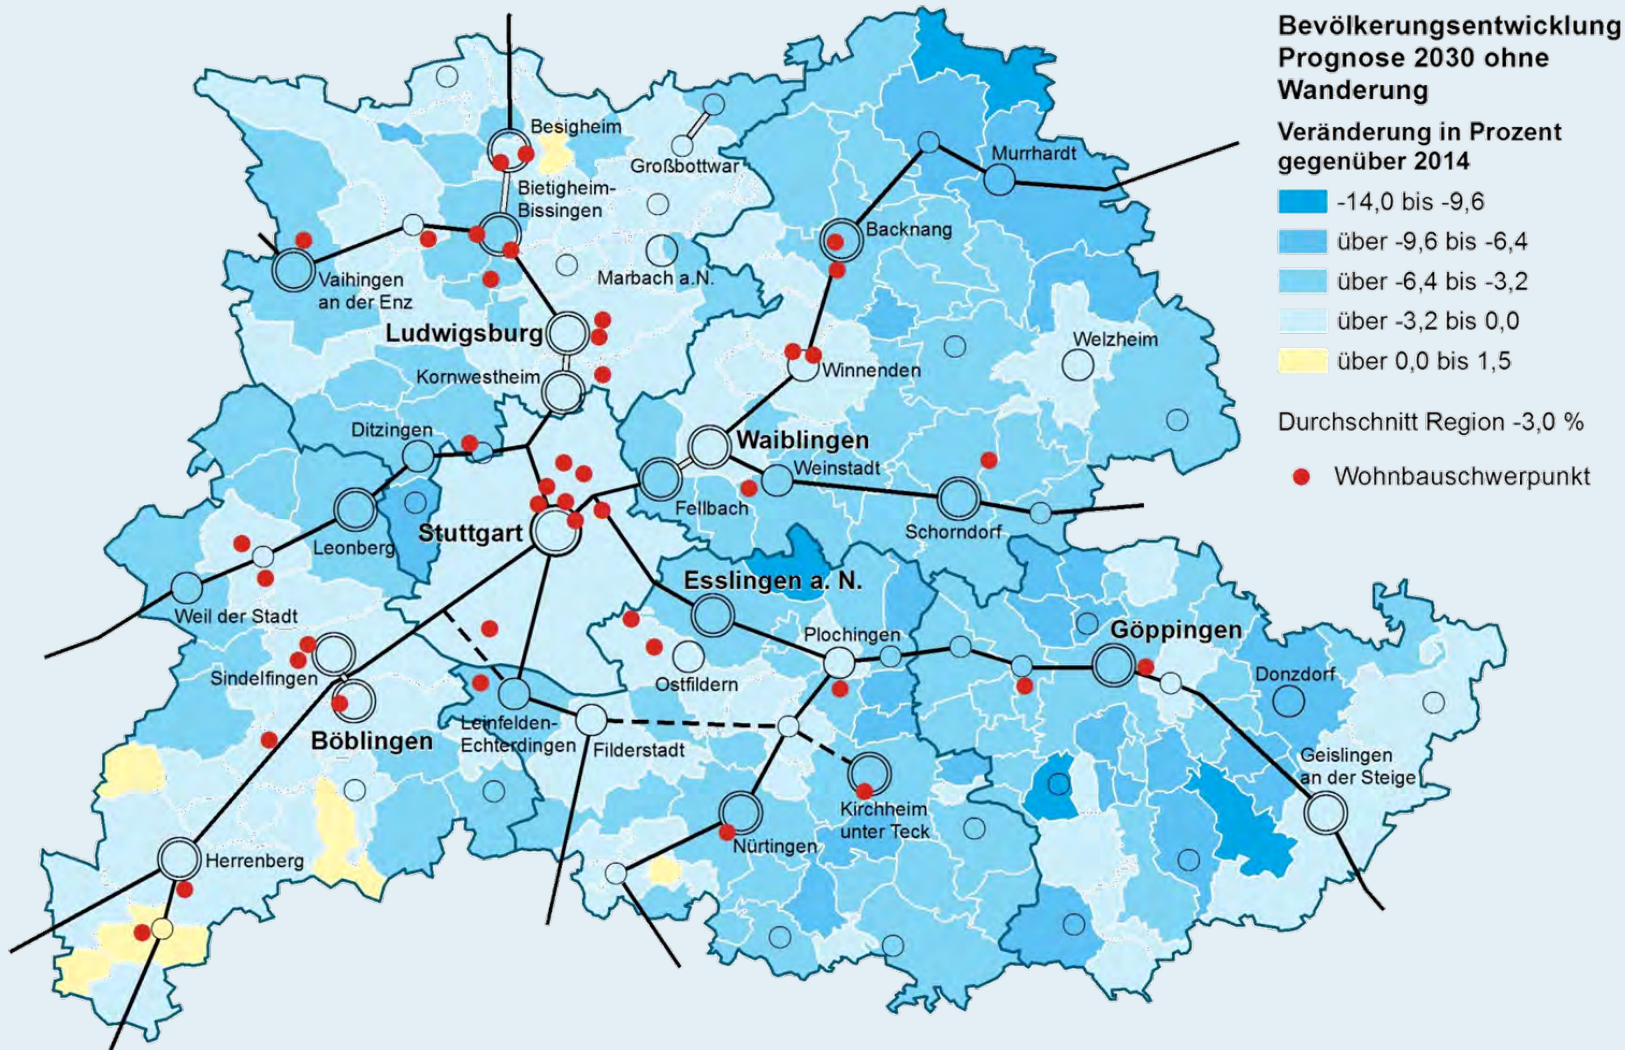 Bevölkerungsentwicklung
Prognose 2030 ohne
Wanderung
Veränderung in Prozent
gegenüber 2014
-14,0 bis -9,6
über -9,6 bis -6,4
über -6,4 bis -3,2
über -3,2 bis 0,0
über 0,0 bis 1,5
Durchschnitt Region -3,0 %
Wohnbauschwerpunkt
Besigheim
Großbottwar
Murrhardt
Bietigheim-
Bissingen
Backnang
Marbach a.N.
Vaihingen
an der Enz
Ludwigsburg
Welzheim
Kornwestheim
Winnenden
Ditzingen
Waiblingen
Weinstadt
Fellbach
Schorndorf
Stuttgart
Leonberg
Esslingen a. N.
Weil der Stadt
Plochingen
Göppingen
Sindelfingen
Ostfildern
Donzdorf
Leinfelden-
Echterdingen
Filderstadt
Böblingen
Geislingen
an der Steige
Kirchheim
unter Teck
Nürtingen
Herrenberg